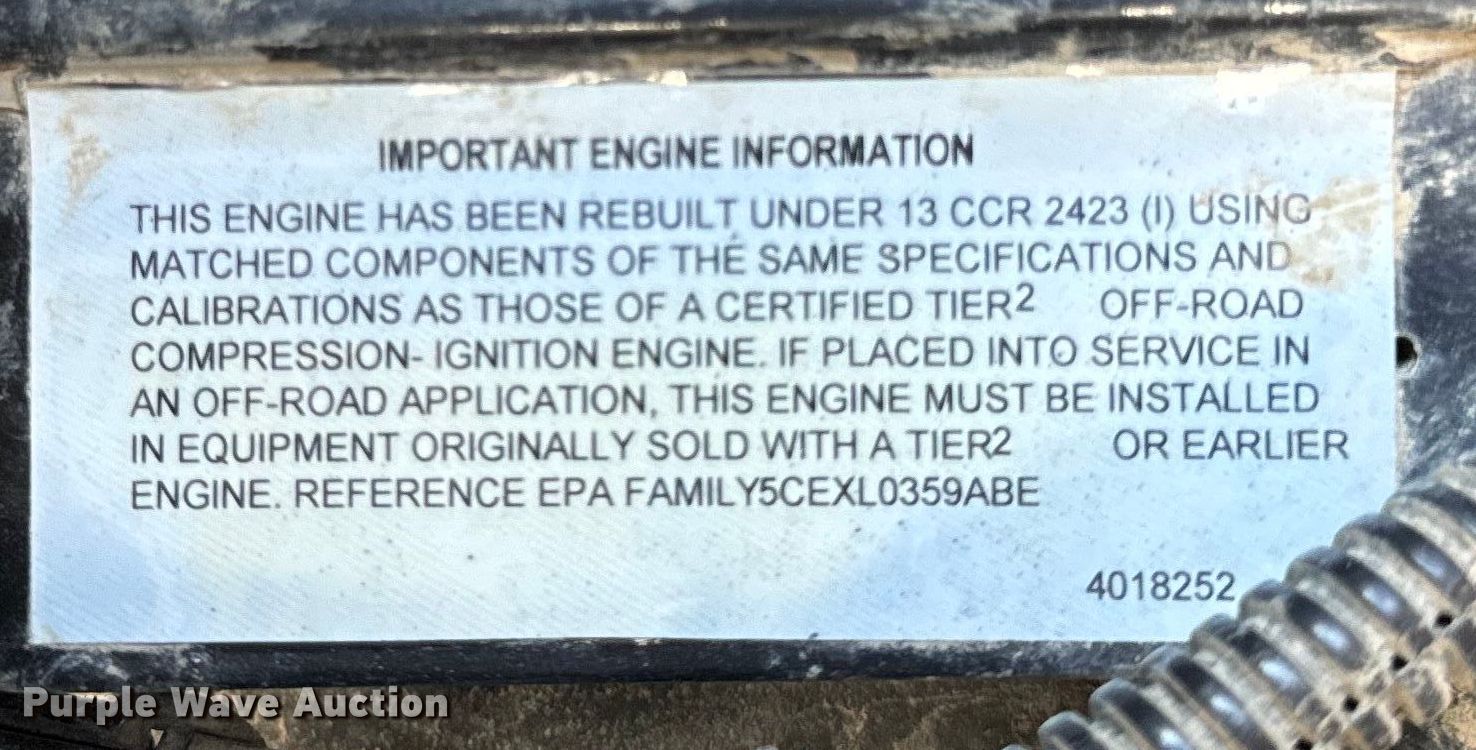 IMPORTANT ENGINE INFORMATION
THIS ENGINE HAS BEEN REBUILT UNDER 13 CCR 2423 (I) USING
MATCHED COMPONENTS OF THE SAME SPECIFICATIONS AND
CALIBRATIONS AS THOSE OF A CERTIFIED TIER2 OFF-ROAD
COMPRESSION- IGNITION ENGINE. IF PLACED INTO SERVICE IN
AN OFF-ROAD APPLICATION, THIS ENGINE MUST BE INSTALLED
IN EQUIPMENT ORIGINALLY SOLD WITH A TIER2 OR EARLIER
ENGINE. REFERENCE EPA FAMILY5CEXL0359ABE
4018252
Purple Wave Auction